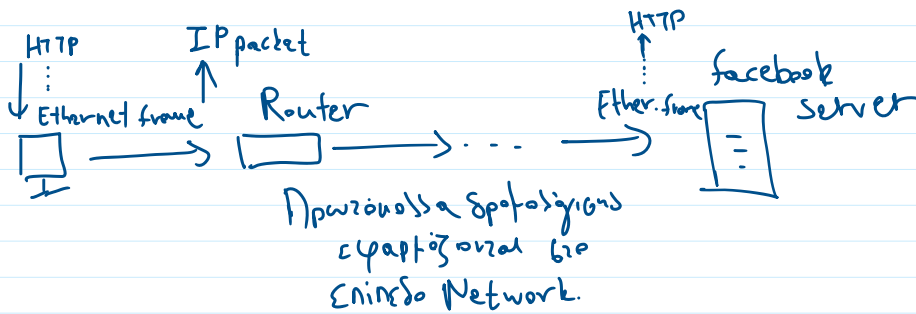 HTTP
IP packet
Ethernet frame
Router
HTTP
Ether. frame
facebook
server
Πρωτόκολλα δρομολόγησης
εφαρμόζονται στο
επίπεδο Network.